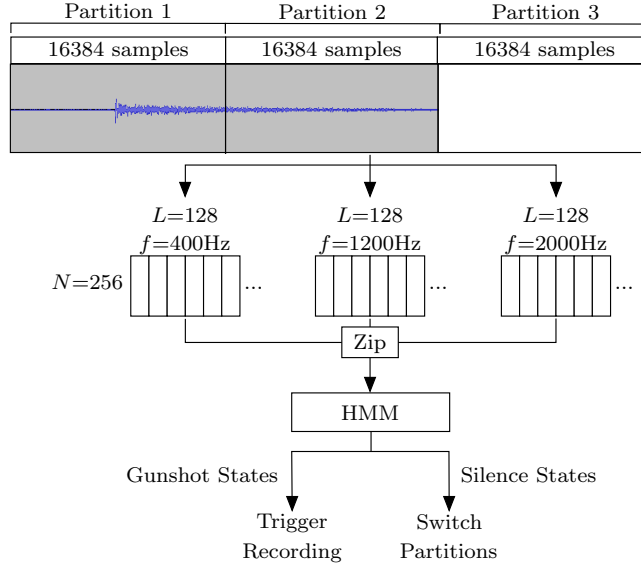 Partition 1 Partition 2 Partition 3
16384 samples 16384 samples 16384 samples
L=128 L=128 L=128
f=400Hz f=1200Hz f=2000Hz
N=256 ... ... ...
Zip
HMM
Gunshot States Silence States
Trigger Switch
Recording Partitions